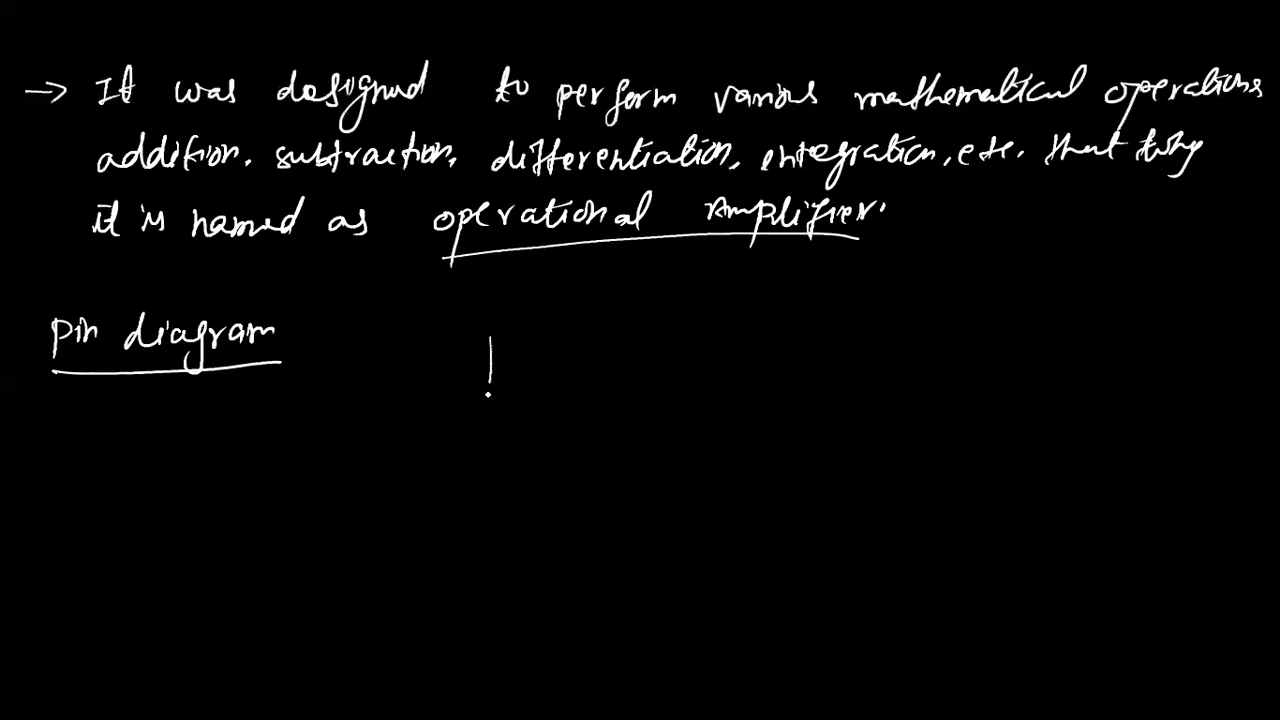 → It was designed to perform various mathematical operations
addition, subtraction, differentiation, integration, etc. that why
it is named as operational Amplifier.
Pin diagram